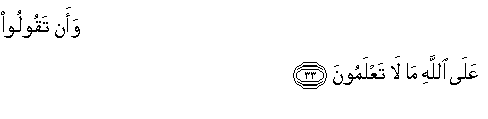 وَأَن تَقُولُوا۟
عَلَى ٱللَّهِ مَا لَا تَعْلَمُونَ ٣٣